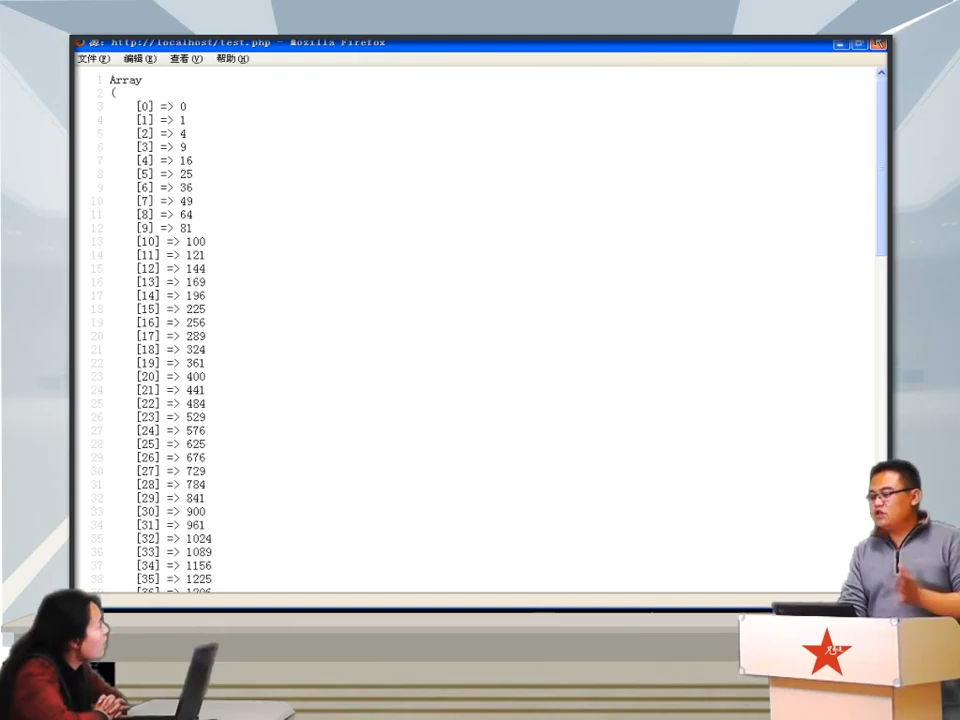 源: http://localhost/test.php - Mozilla Firefox
文件(F) 编辑(E) 查看(V) 帮助(H)
1 Array
2 (
3 [0] => 0
4 [1] => 1
5 [2] => 4
6 [3] => 9
7 [4] => 16
8 [5] => 25
9 [6] => 36
10 [7] => 49
11 [8] => 64
12 [9] => 81
13 [10] => 100
14 [11] => 121
15 [12] => 144
16 [13] => 169
17 [14] => 196
18 [15] => 225
19 [16] => 256
20 [17] => 289
21 [18] => 324
22 [19] => 361
23 [20] => 400
24 [21] => 441
25 [22] => 484
26 [23] => 529
27 [24] => 576
28 [25] => 625
29 [26] => 676
30 [27] => 729
31 [28] => 784
32 [29] => 841
33 [30] => 900
34 [31] => 961
35 [32] => 1024
36 [33] => 1089
37 [34] => 1156
38 [35] => 1225
[36] => 1296